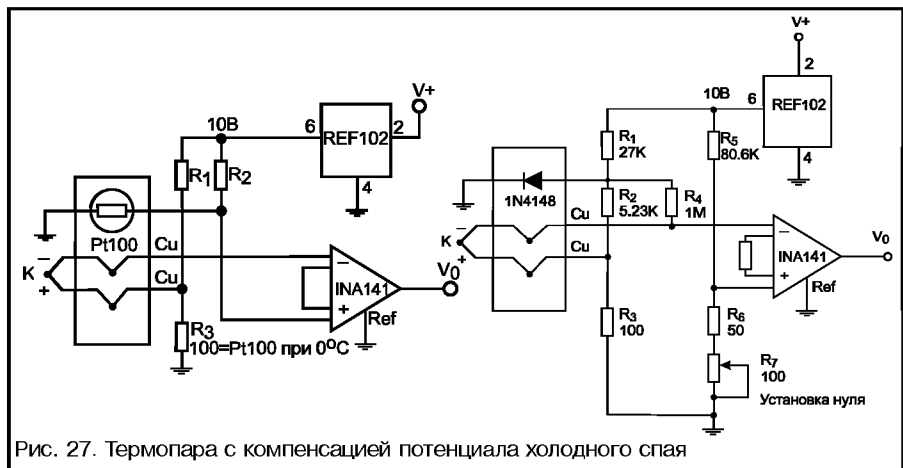 V+
2
REF102
6
10В
4
R1
R2
Pt100
Cu
Cu
K
−
+
−
+
INA141
V0
Ref
R3
100=Pt100 при 0°C
V+
2
REF102
6
10В
4
R1
27K
R5
80.6K
1N4148
R2
5.23K
R4
1M
Cu
Cu
K
−
+
−
+
INA141
V0
Ref
R3
100
R6
50
R7
100
Установка нуля
Рис. 27. Термопара с компенсацией потенциала холодного спая